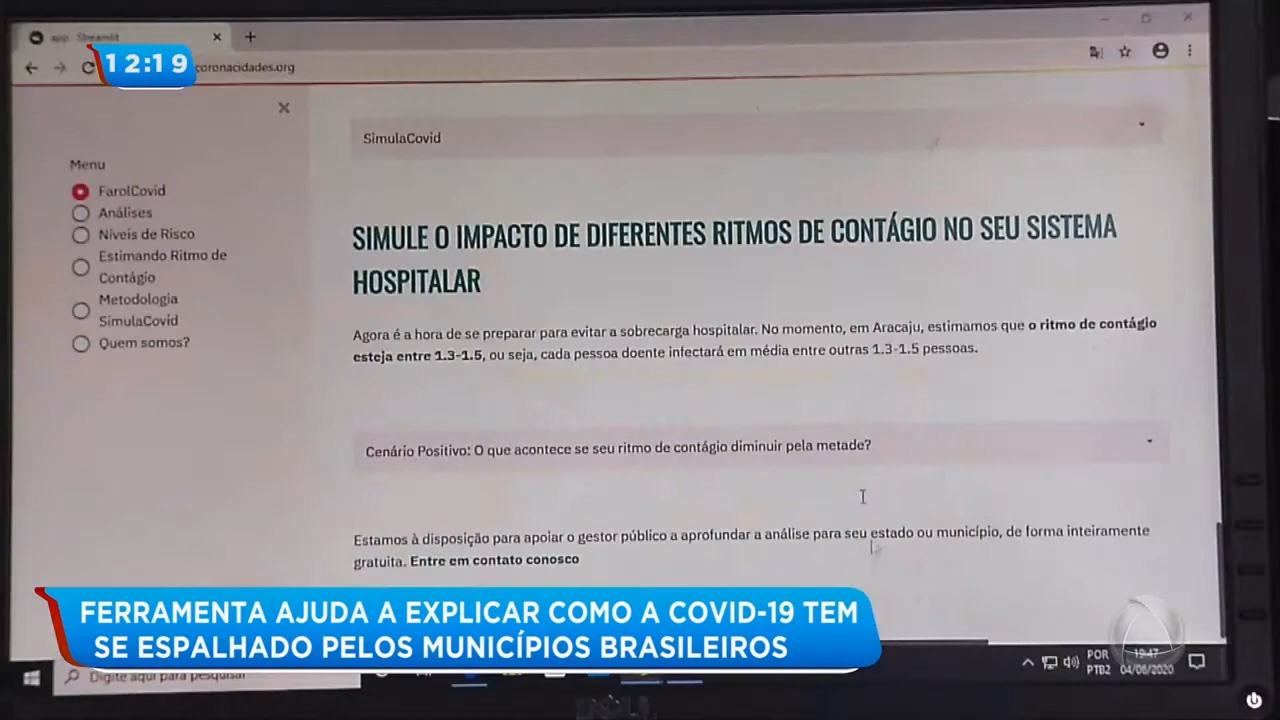 app · Streamlit
12:19
coronacidades.org
SimulaCovid
Menu
FarolCovid
Análises
Níveis de Risco
Estimando Ritmo de
Contágio
Metodologia
SimulaCovid
Quem somos?
SIMULE O IMPACTO DE DIFERENTES RITMOS DE CONTÁGIO NO SEU SISTEMA
HOSPITALAR
Agora é a hora de se preparar para evitar a sobrecarga hospitalar. No momento, em Aracaju, estimamos que o ritmo de contágio
esteja entre 1.3-1.5, ou seja, cada pessoa doente infectará em média entre outras 1.3-1.5 pessoas.
Cenário Positivo: O que acontece se seu ritmo de contágio diminuir pela metade?
Estamos à disposição para apoiar o gestor público a aprofundar a análise para seu estado ou município, de forma inteiramente
gratuita. Entre em contato conosco
FERRAMENTA AJUDA A EXPLICAR COMO A COVID-19 TEM
SE ESPALHADO PELOS MUNICÍPIOS BRASILEIROS
Digite aqui para pesquisar
POR
PTB2
19:47
04/06/2020
DELL